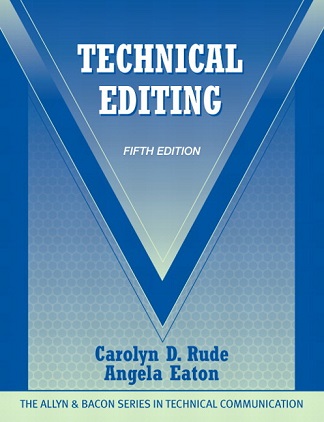 TECHNICAL
EDITING
FIFTH EDITION
Carolyn D. Rude
Angela Eaton
THE ALLYN & BACON SERIES IN TECHNICAL COMMUNICATION